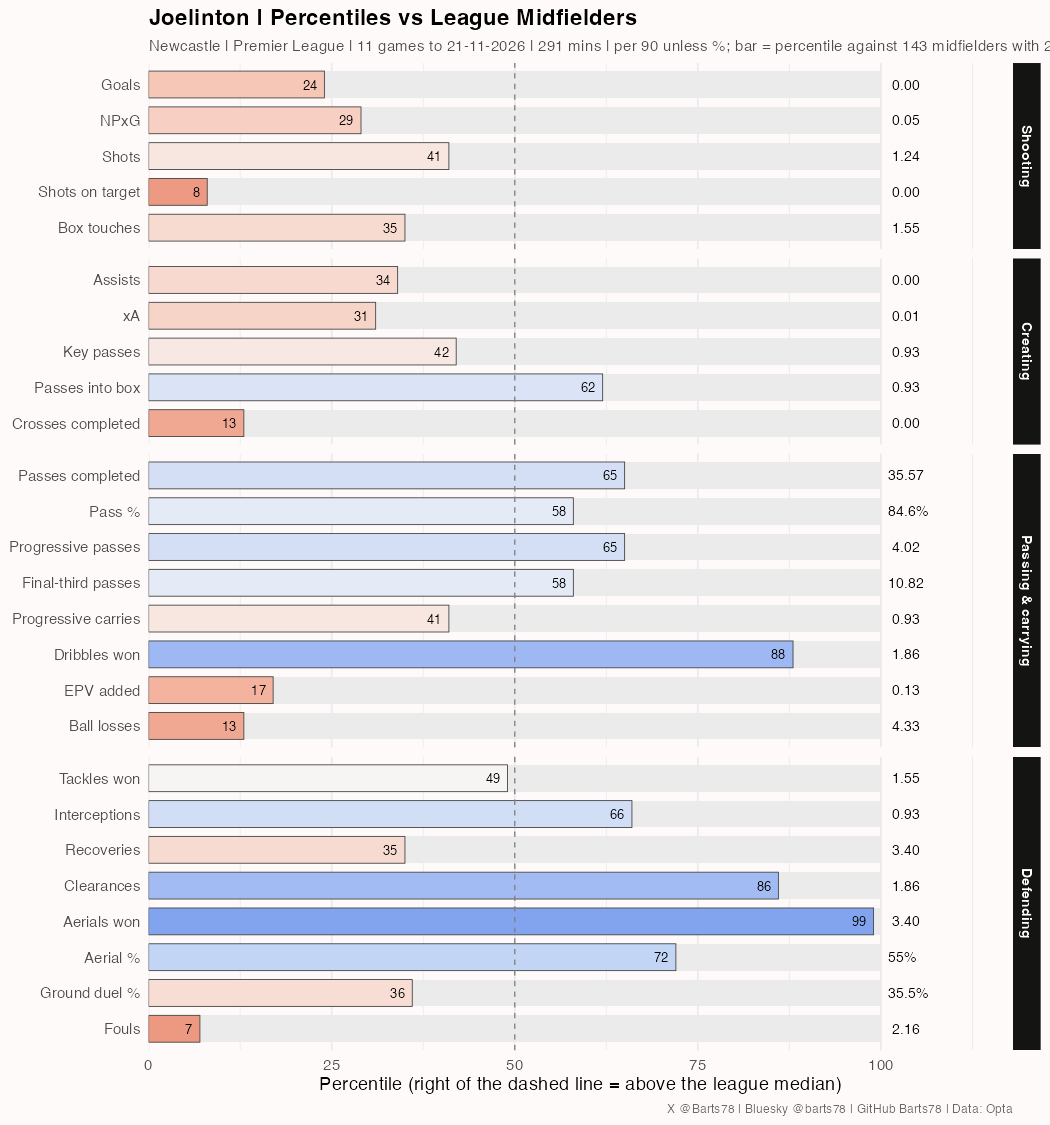 Joelinton | Percentiles vs League Midfielders
Newcastle | Premier League | 11 games to 21-11-2026 | 291 mins | per 90 unless %; bar = percentile against 143 midfielders with 2
Goals 24 0.00
NPxG 29 0.05
Shots 41 1.24
Shots on target 8 0.00
Box touches 35 1.55
Shooting
Assists 34 0.00
xA 31 0.01
Key passes 42 0.93
Passes into box 62 0.93
Crosses completed 13 0.00
Creating
Passes completed 65 35.57
Pass % 58 84.6%
Progressive passes 65 4.02
Final-third passes 58 10.82
Progressive carries 41 0.93
Dribbles won 88 1.86
EPV added 17 0.13
Ball losses 13 4.33
Passing & carrying
Tackles won 49 1.55
Interceptions 66 0.93
Recoveries 35 3.40
Clearances 86 1.86
Aerials won 99 3.40
Aerial % 72 55%
Ground duel % 36 35.5%
Fouls 7 2.16
Defending
0 25 50 75 100
Percentile (right of the dashed line = above the league median)
X @Barts78 | Bluesky @barts78 | GitHub Barts78 | Data: Opta